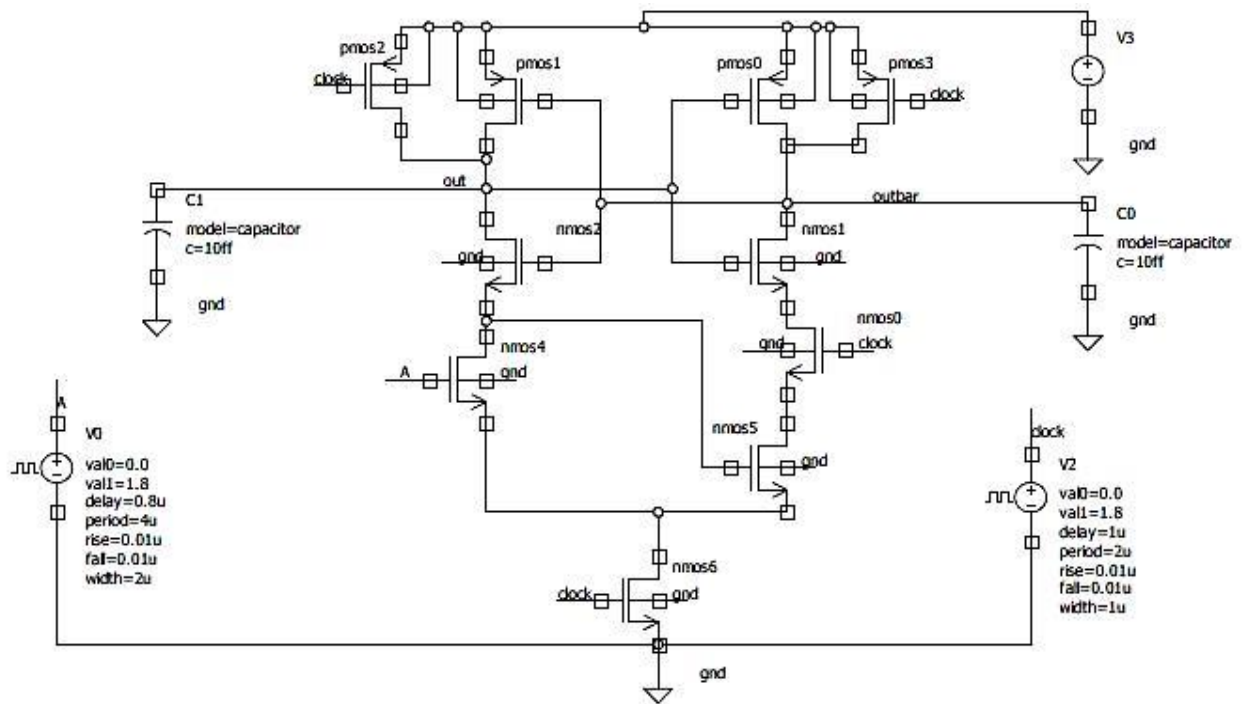 V3
pmos2
pmos1
pmos0
pmos3
clock
clock
gnd
out
outbar
C1
model=capacitor
c=10ff
gnd
nmos2
gnd
nmos1
gnd
C0
model=capacitor
c=10ff
gnd
nmos4
A
gnd
nmos0
gnd
clock
nmos5
gnd
A
V0
val0=0.0
val1=1.8
delay=0.8u
period=4u
rise=0.01u
fall=0.01u
width=2u
clock
V2
val0=0.0
val1=1.8
delay=1u
period=2u
rise=0.01u
fall=0.01u
width=1u
nmos6
clock
gnd
gnd